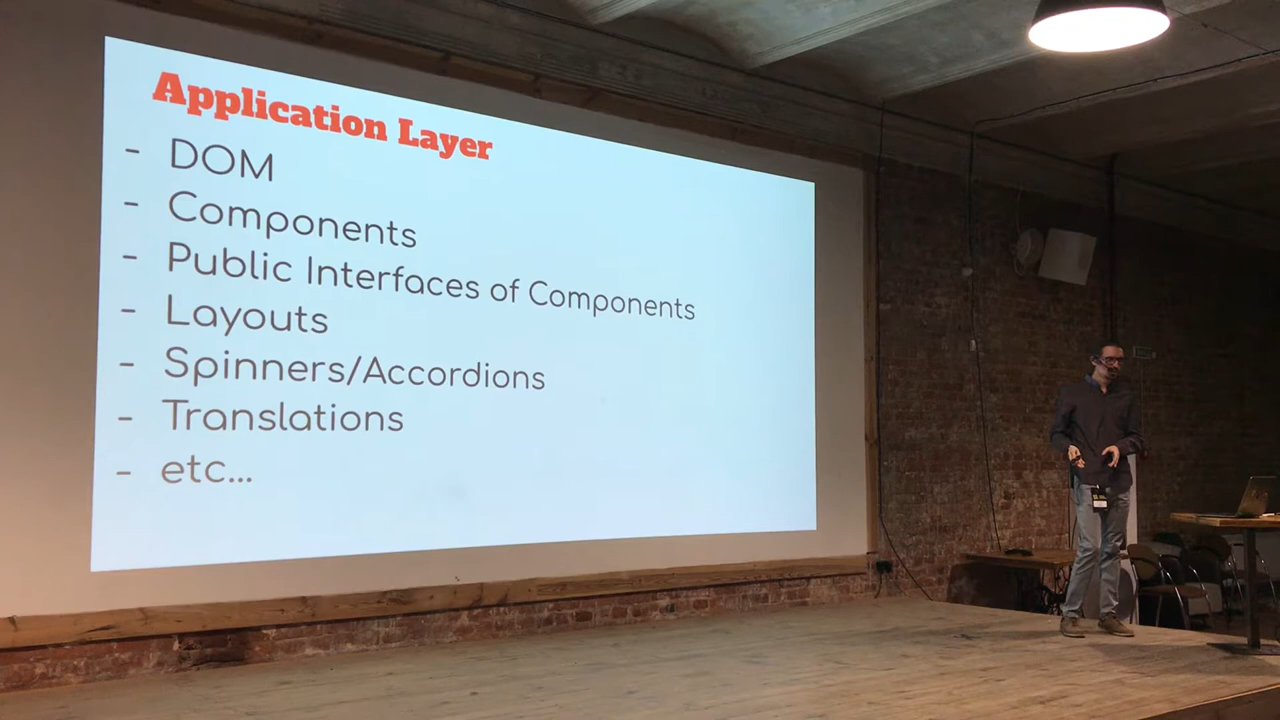 Application Layer
- DOM
- Components
- Public Interfaces of Components
- Layouts
- Spinners/Accordions
- Translations
- etc...